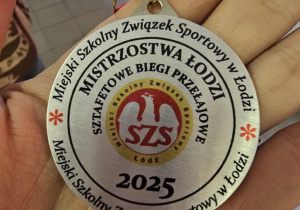 Miejski Szkolny Związek Sportowy w Łodzi
MISTRZOSTWA ŁODZI
SZTAFETOWE BIEGI PRZEŁAJOWE
Miejski Szkolny Związek Sportowy
SZS
Łódź
2025
Miejski Szkolny Związek Sportowy w Łodzi